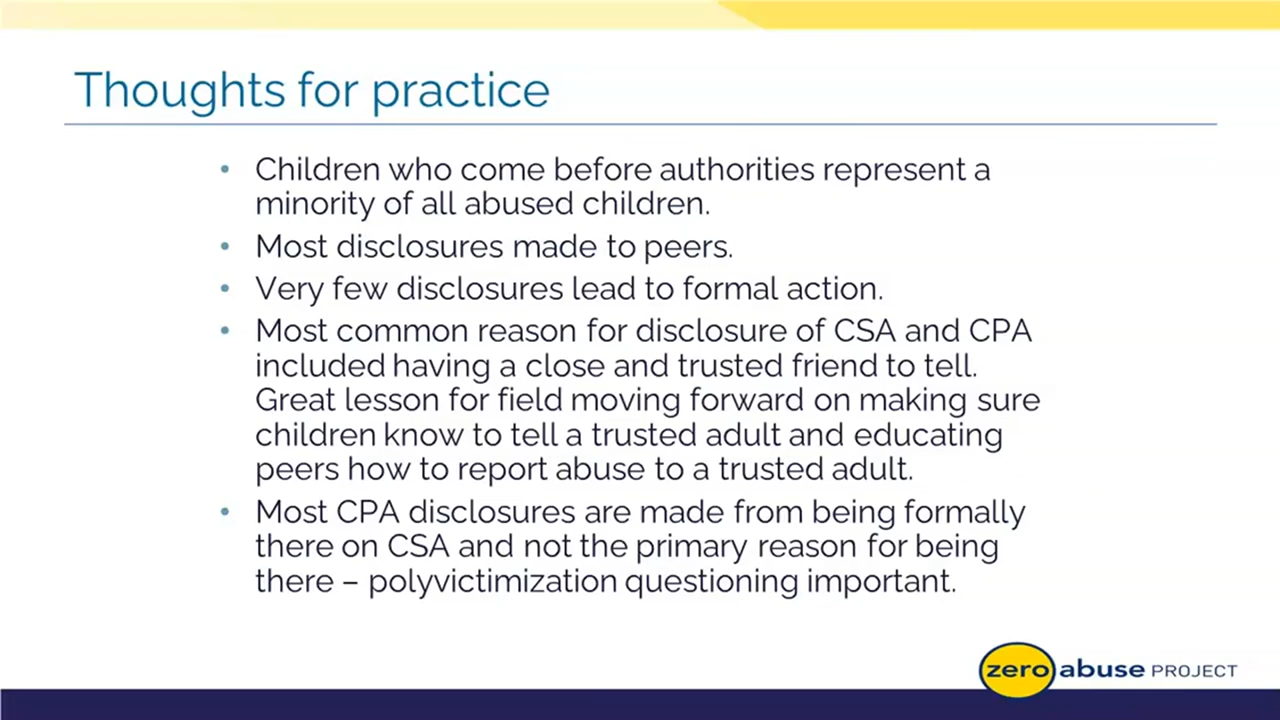 Thoughts for practice
• Children who come before authorities represent a
minority of all abused children.
• Most disclosures made to peers.
• Very few disclosures lead to formal action.
• Most common reason for disclosure of CSA and CPA
included having a close and trusted friend to tell.
Great lesson for field moving forward on making sure
children know to tell a trusted adult and educating
peers how to report abuse to a trusted adult.
• Most CPA disclosures are made from being formally
there on CSA and not the primary reason for being
there – polyvictimization questioning important.
zero abuse PROJECT